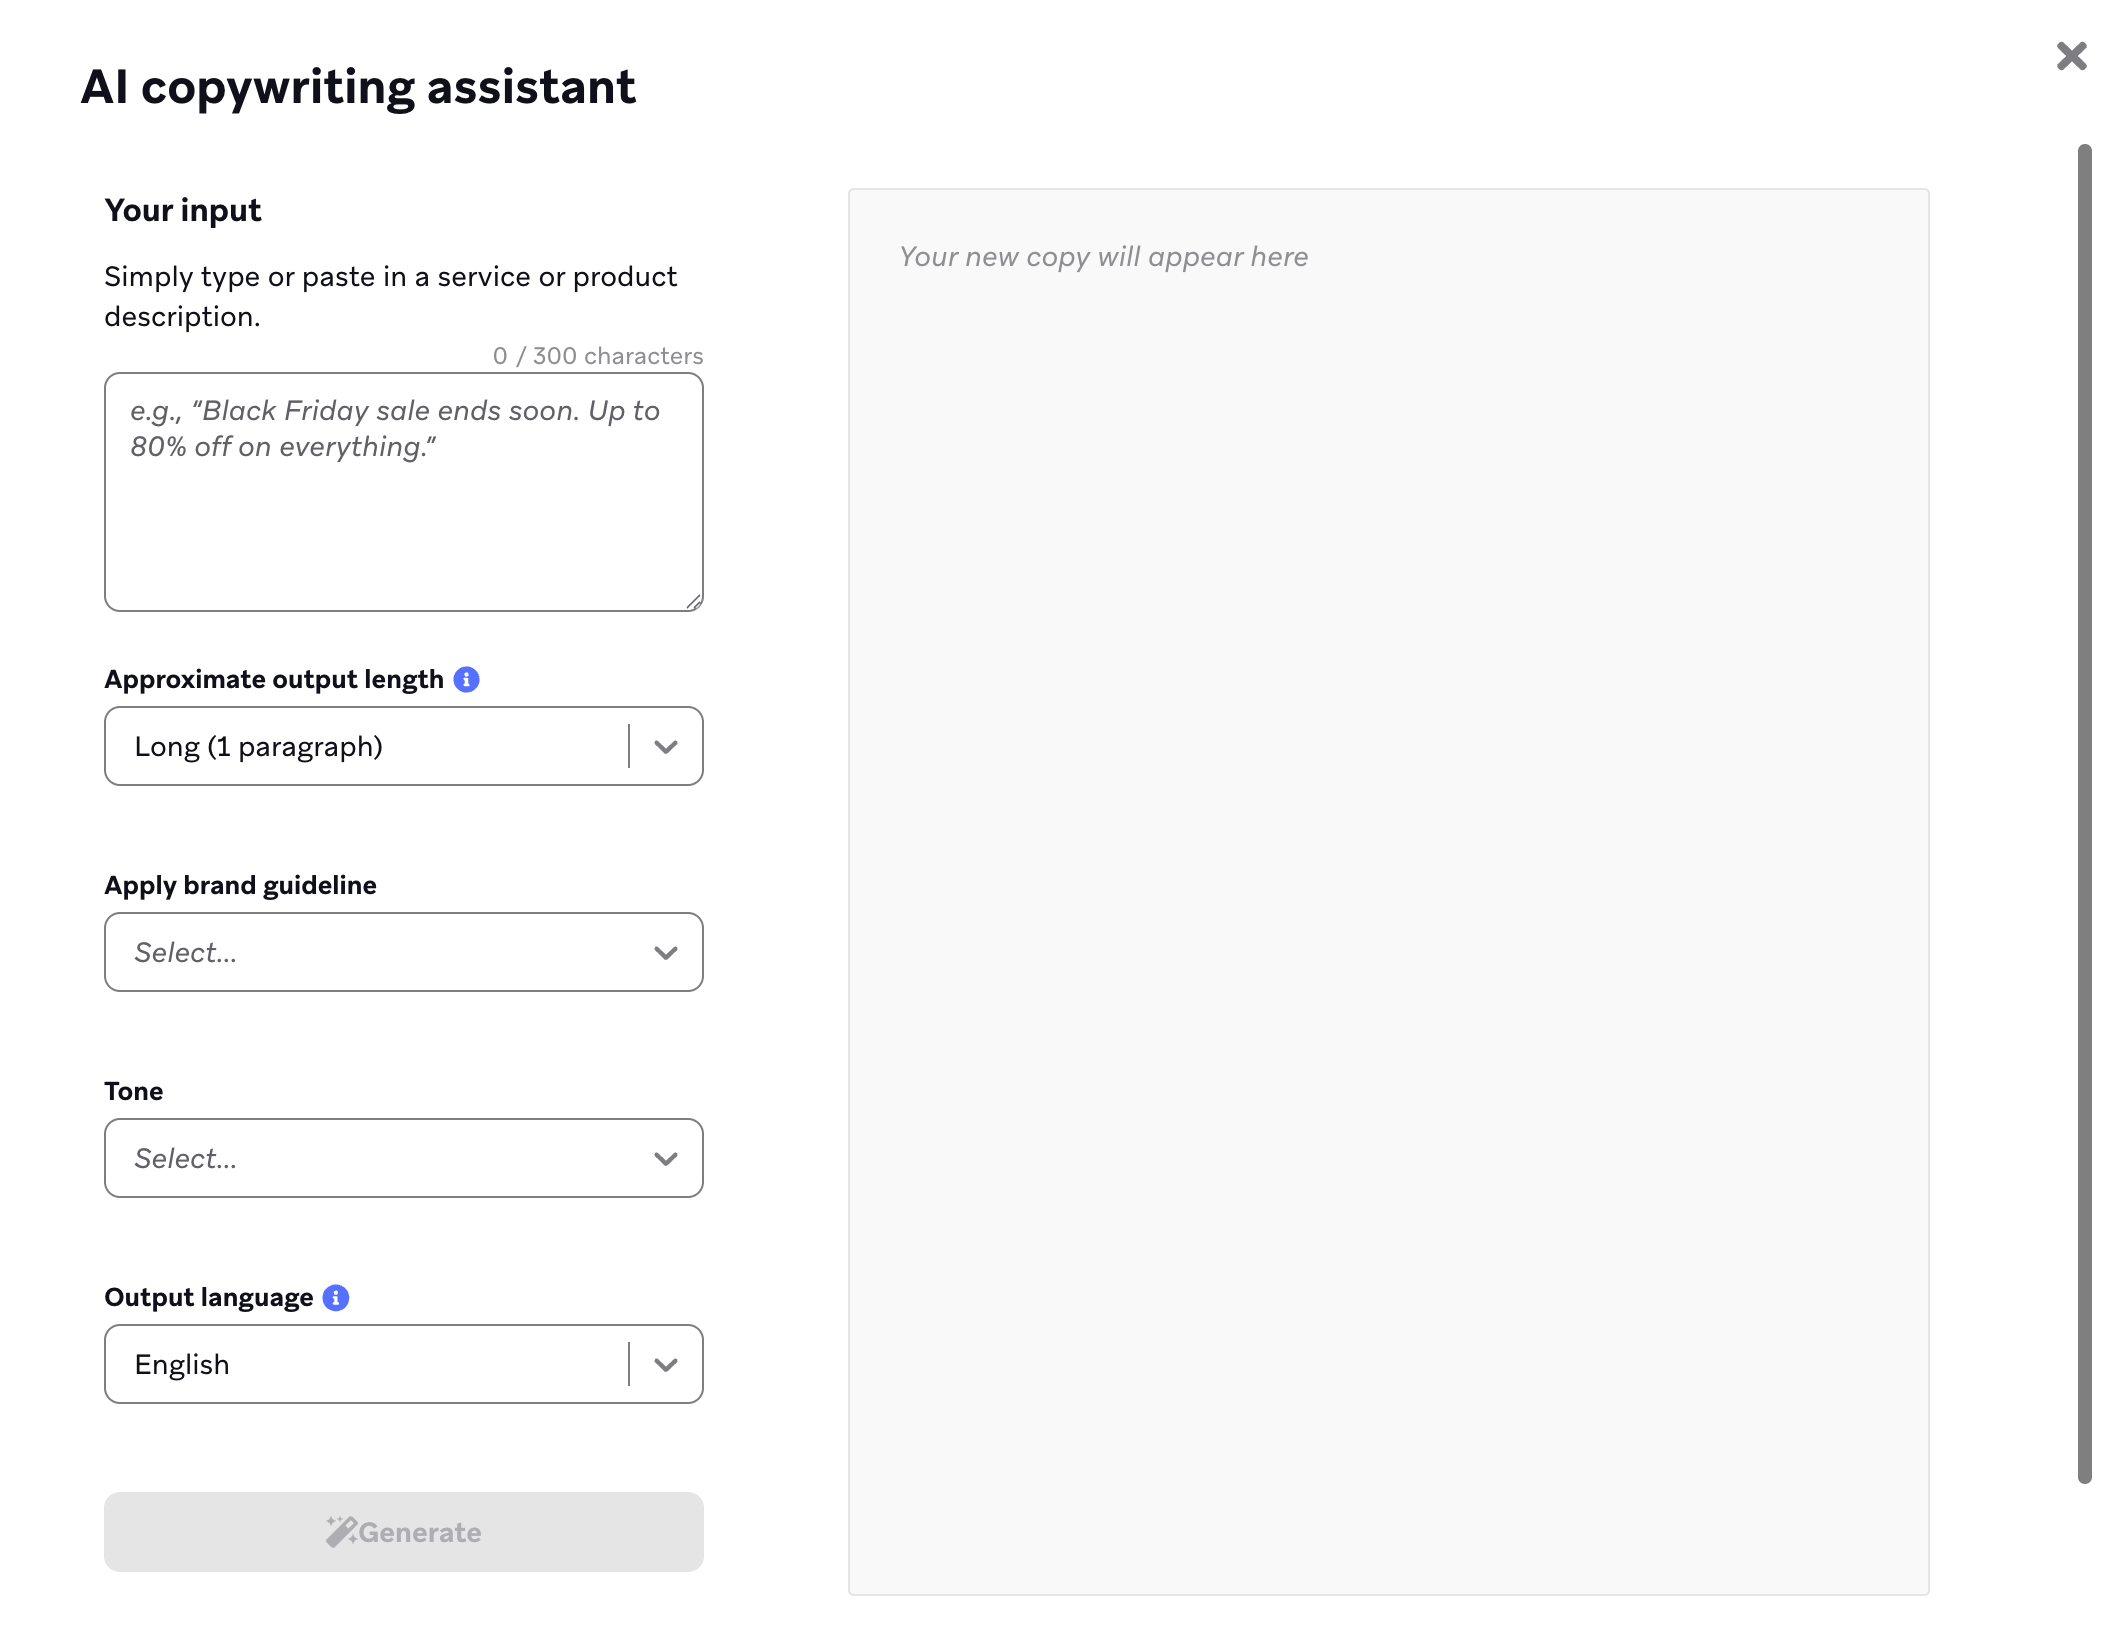 AI copywriting assistant
Your input
Simply type or paste in a service or product
description.
0 / 300 characters
e.g., "Black Friday sale ends soon. Up to
80% off on everything."
Approximate output length
Long (1 paragraph)
Apply brand guideline
Select...
Tone
Select...
Output language
English
Generate
Your new copy will appear here